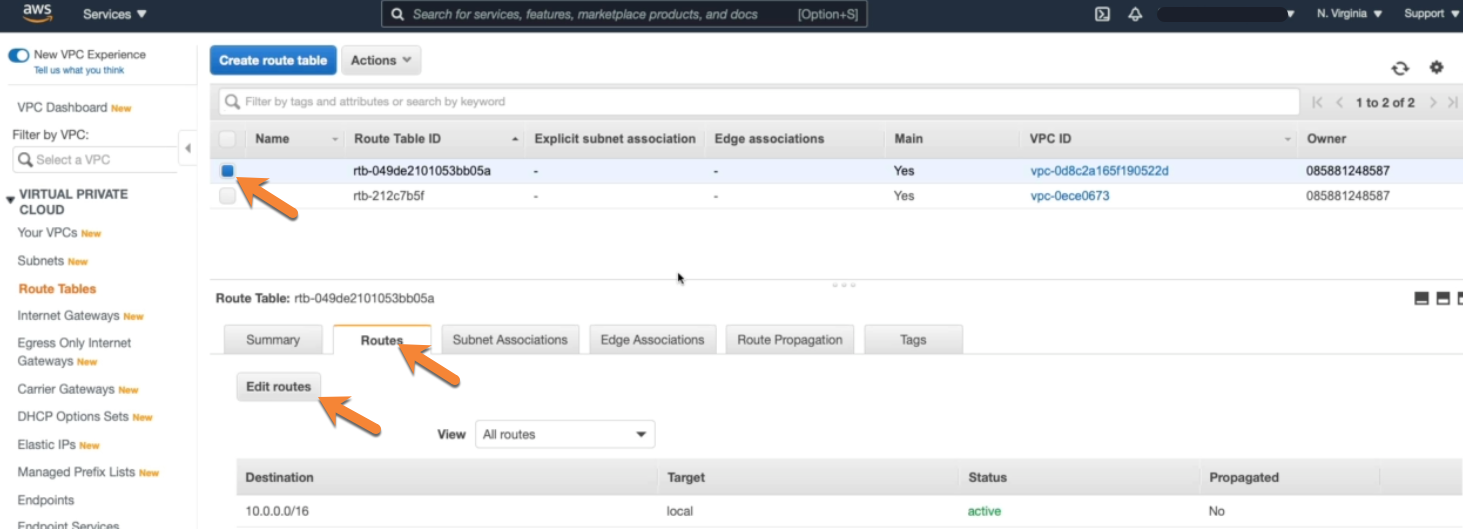 aws Services ▼ Search for services, features, marketplace products, and docs [Option+S] N. Virginia ▼ Support ▼
New VPC Experience
Tell us what you think
VPC Dashboard New
Filter by VPC:
Select a VPC
VIRTUAL PRIVATE
CLOUD
Your VPCs New
Subnets New
Route Tables
Internet Gateways New
Egress Only Internet
Gateways New
Carrier Gateways New
DHCP Options Sets New
Elastic IPs New
Managed Prefix Lists New
Endpoints
Endpoint Services
Create route table Actions
Filter by tags and attributes or search by keyword 1 to 2 of 2
Name Route Table ID Explicit subnet association Edge associations Main VPC ID Owner
rtb-049de2101053bb05a - - Yes vpc-0d8c2a165f190522d 085881248587
rtb-212c7b5f - - Yes vpc-0ece0673 085881248587
Route Table: rtb-049de2101053bb05a
Summary Routes Subnet Associations Edge Associations Route Propagation Tags
Edit routes
View All routes
Destination Target Status Propagated
10.0.0.0/16 local active No